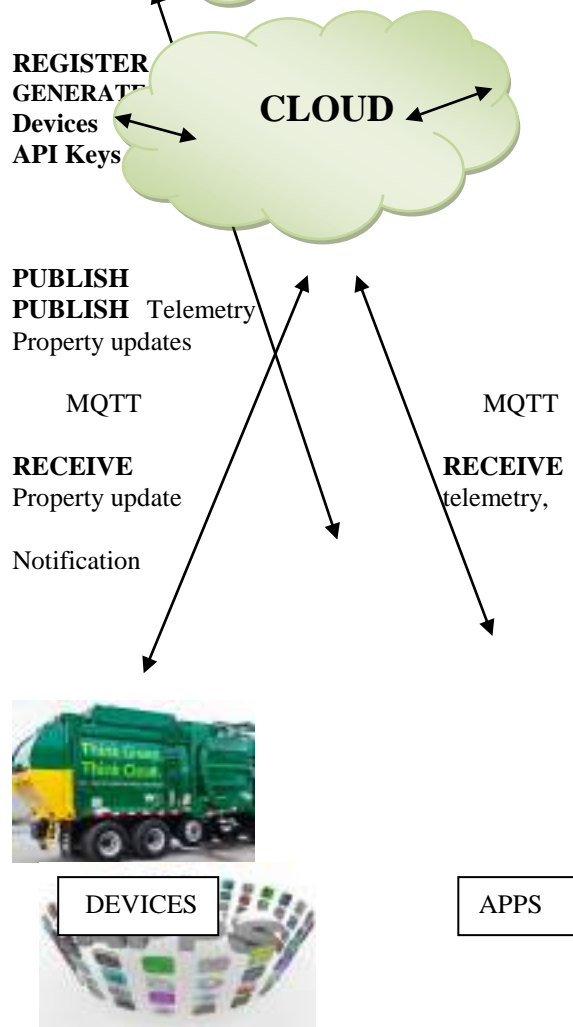 REGISTER
GENERATE
Devices
API Keys
CLOUD
PUBLISH
PUBLISH Telemetry
Property updates
MQTT
MQTT
RECEIVE
Property update
RECEIVE
telemetry,
Notification
Think Green.
Think Clean.
DEVICES
APPS